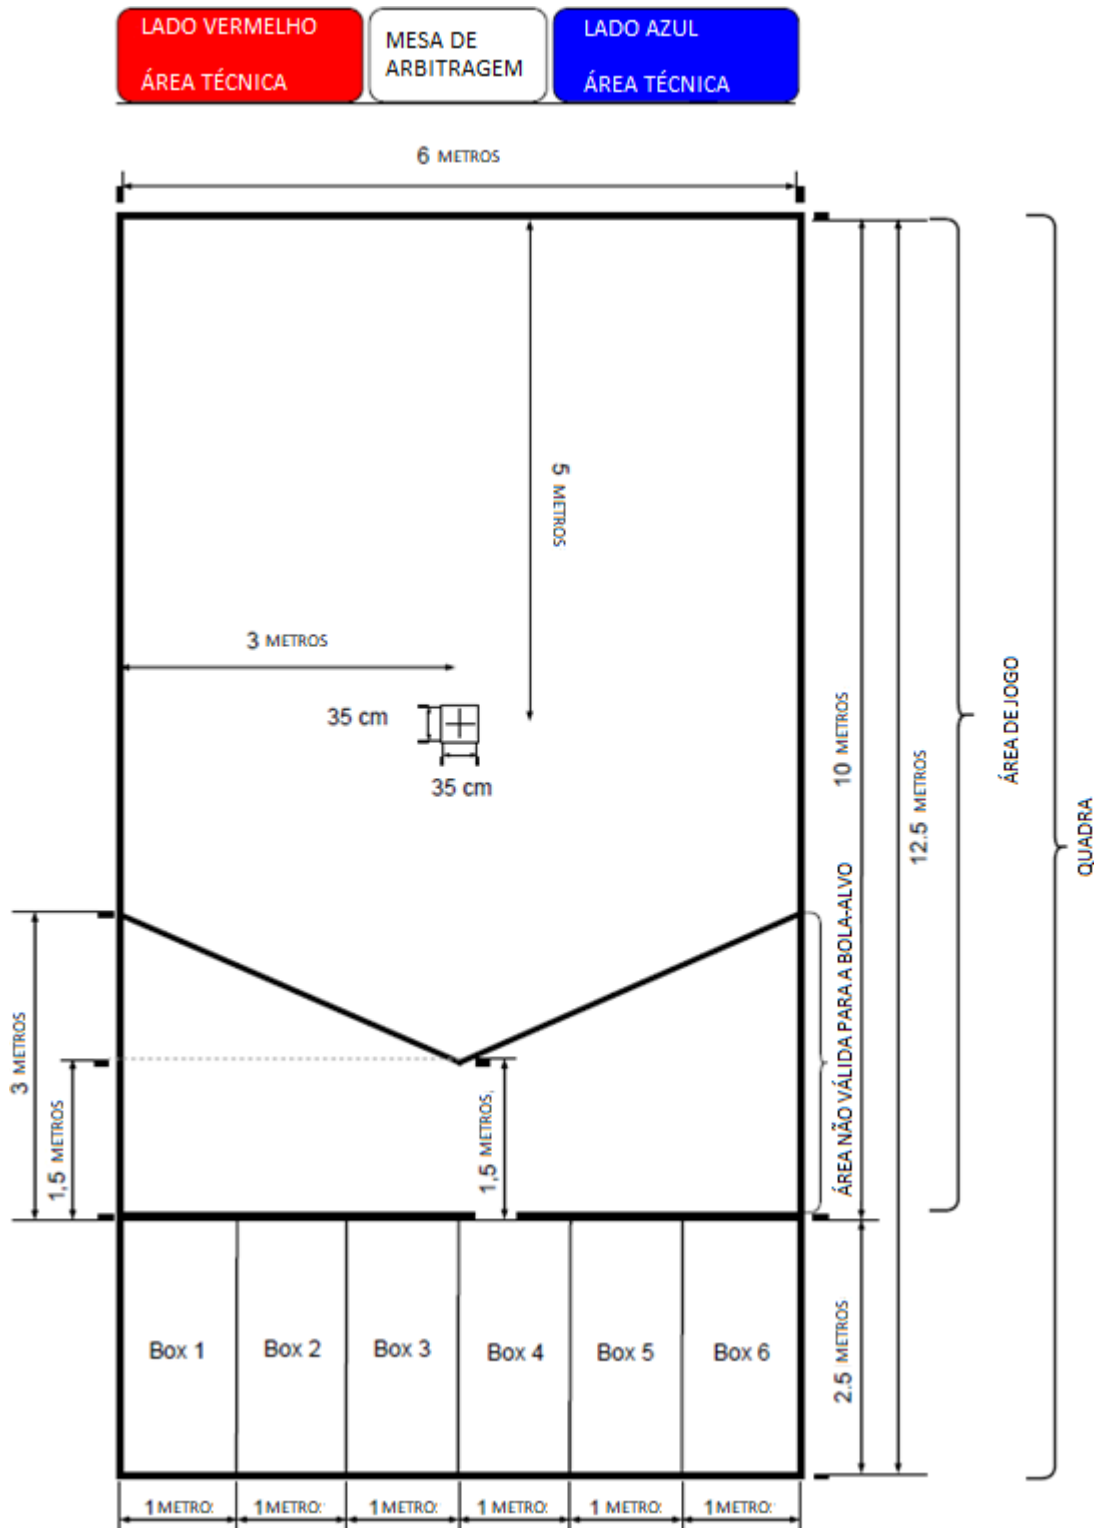 LADO VERMELHO
ÁREA TÉCNICA
MESA DE
ARBITRAGEM
LADO AZUL
ÁREA TÉCNICA
6 METROS
5 METROS
3 METROS
35 cm
35 cm
10 METROS
12.5 METROS
ÁREA DE JOGO
QUADRA
ÁREA NÃO VÁLIDA PARA A BOLA-ALVO
3 METROS
1,5 METROS
1,5 METROS.
Box 1
Box 2
Box 3
Box 4
Box 5
Box 6
2.5 METROS
1 METRO:
1 METRO:
1 METRO:
1 METRO:
1 METRO:
1 METRO: